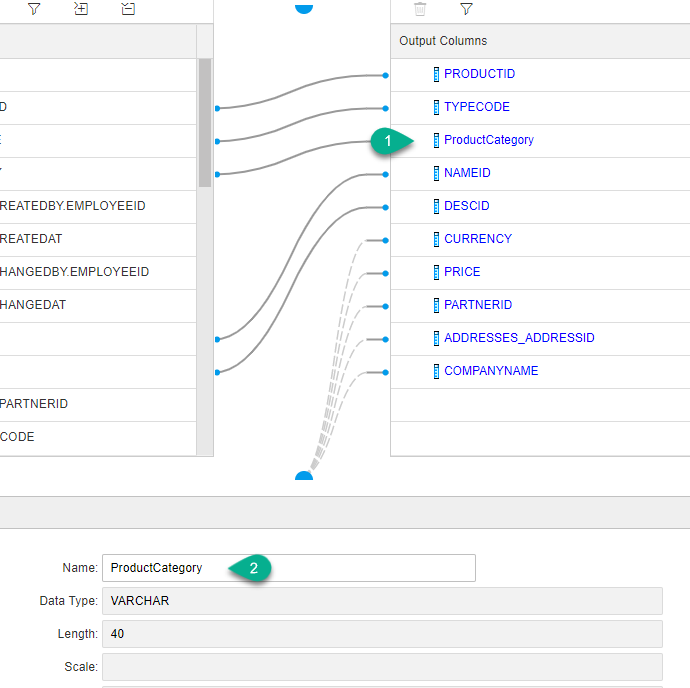 Output Columns
PRODUCTID
D
TYPECODE
E
1
ProductCategory
Y
NAMEID
REATEDBY.EMPLOYEEID
DESCID
REATEDAT
CURRENCY
HANGEDBY.EMPLOYEEID
PRICE
HANGEDAT
PARTNERID
ADDRESSES_ADDRESSID
COMPANYNAME
PARTNERID
CODE
Name: ProductCategory 2
Data Type: VARCHAR
Length: 40
Scale: